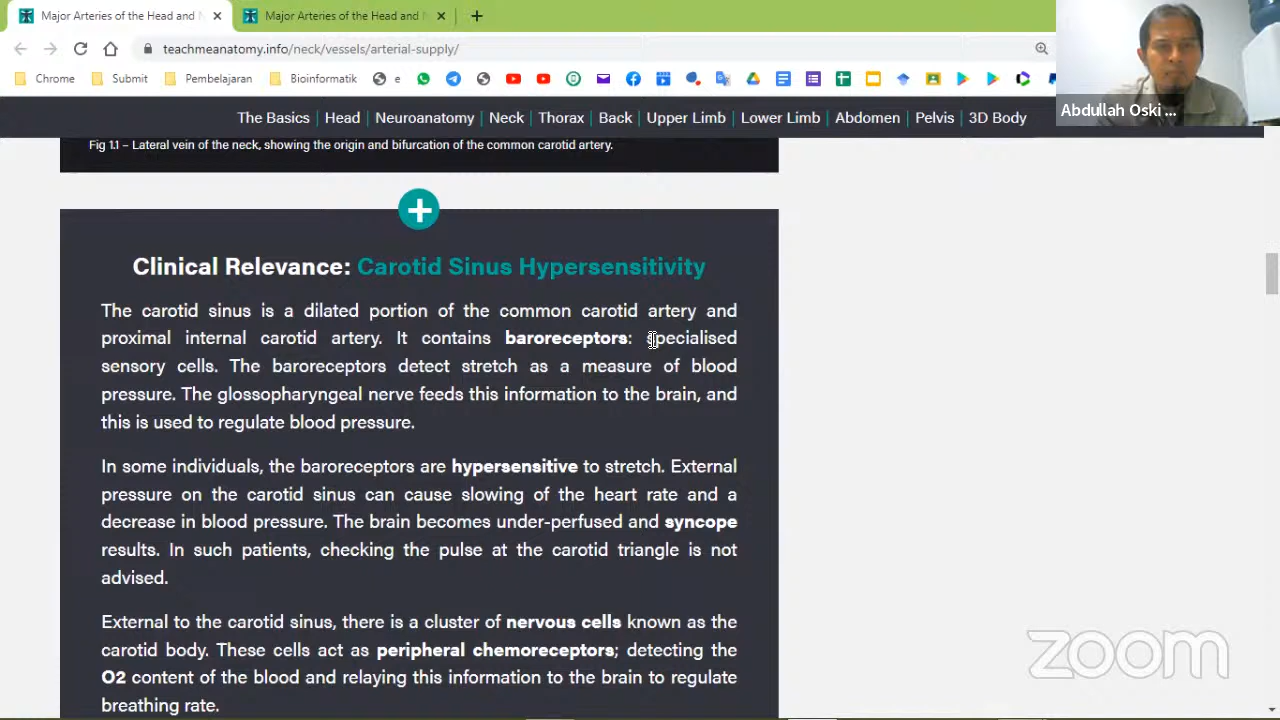 Major Arteries of the Head and
Major Arteries of the Head and
teachmeanatomy.info/neck/vessels/arterial-supply/
Chrome
Submit
Pembelajaran
Bioinformatik
e
Abdullah Oski ...
The Basics | Head | Neuroanatomy | Neck | Thorax | Back | Upper Limb | Lower Limb | Abdomen | Pelvis | 3D Body
Fig 1.1 – Lateral vein of the neck, showing the origin and bifurcation of the common carotid artery.
Clinical Relevance: Carotid Sinus Hypersensitivity
The carotid sinus is a dilated portion of the common carotid artery and
proximal internal carotid artery. It contains baroreceptors: specialised
sensory cells. The baroreceptors detect stretch as a measure of blood
pressure. The glossopharyngeal nerve feeds this information to the brain, and
this is used to regulate blood pressure.
In some individuals, the baroreceptors are hypersensitive to stretch. External
pressure on the carotid sinus can cause slowing of the heart rate and a
decrease in blood pressure. The brain becomes under-perfused and syncope
results. In such patients, checking the pulse at the carotid triangle is not
advised.
External to the carotid sinus, there is a cluster of nervous cells known as the
carotid body. These cells act as peripheral chemoreceptors; detecting the
O2 content of the blood and relaying this information to the brain to regulate
breathing rate.
zoom